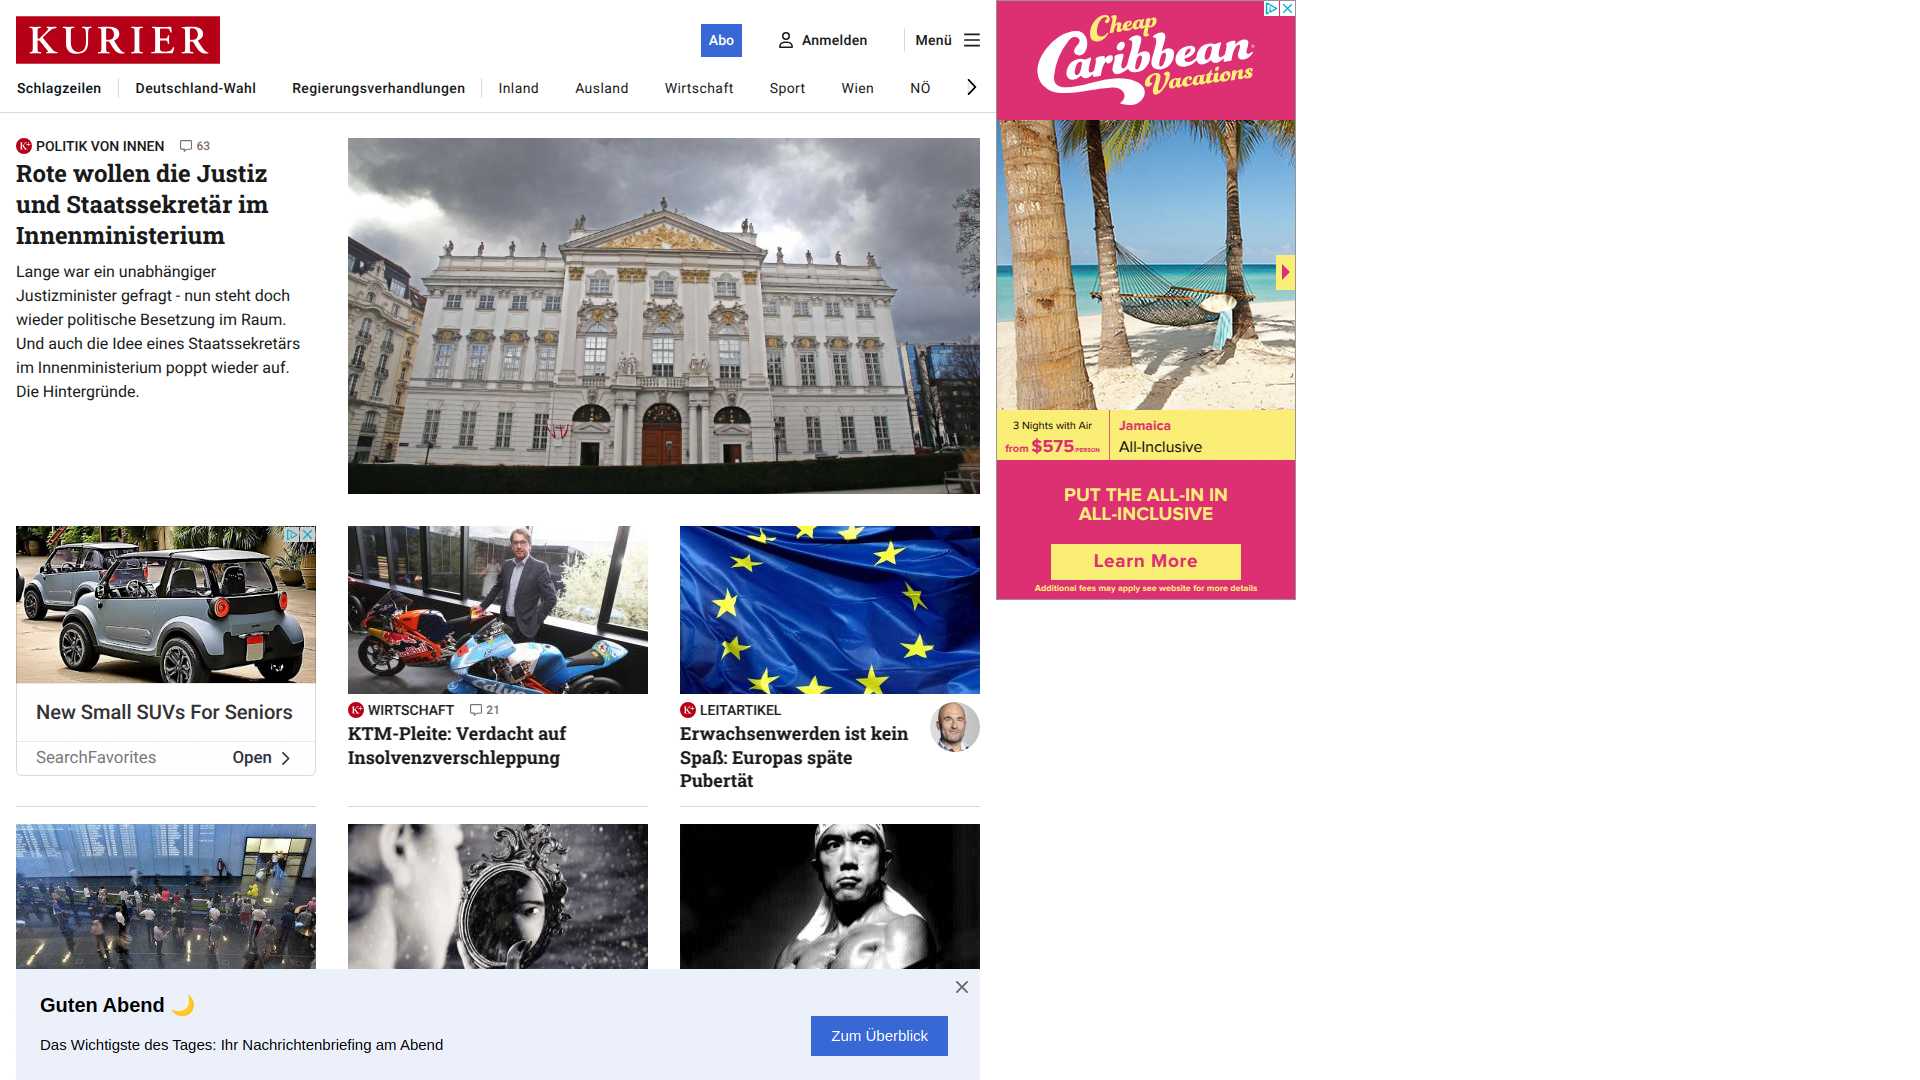 KURIER
Abo
Anmelden
Menü
Schlagzeilen
Deutschland-Wahl
Regierungsverhandlungen
Inland
Ausland
Wirtschaft
Sport
Wien
NÖ
K+ POLITIK VON INNEN 63
Rote wollen die Justiz
und Staatssekretär im
Innenministerium
Lange war ein unabhängiger
Justizminister gefragt - nun steht doch
wieder politische Besetzung im Raum.
Und auch die Idee eines Staatssekretärs
im Innenministerium poppt wieder auf.
Die Hintergründe.
New Small SUVs For Seniors
SearchFavorites
Open
K+ WIRTSCHAFT 21
KTM-Pleite: Verdacht auf
Insolvenzverschleppung
K+ LEITARTIKEL
Erwachsenwerden ist kein
Spaß: Europas späte
Pubertät
Guten Abend 🌙
Das Wichtigste des Tages: Ihr Nachrichtenbriefing am Abend
Zum Überblick
Cheap
Caribbean
Vacations
3 Nights with Air
from $575/PERSON
Jamaica
All-Inclusive
PUT THE ALL-IN IN
ALL-INCLUSIVE
Learn More
Additional fees may apply see website for more details